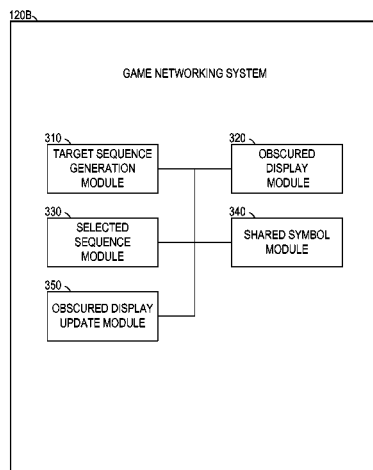 120B
GAME NETWORKING SYSTEM
310
TARGET SEQUENCE
GENERATION
MODULE
320
OBSCURED
DISPLAY
MODULE
330
SELECTED
SEQUENCE
MODULE
340
SHARED SYMBOL
MODULE
350
OBSCURED DISPLAY
UPDATE MODULE